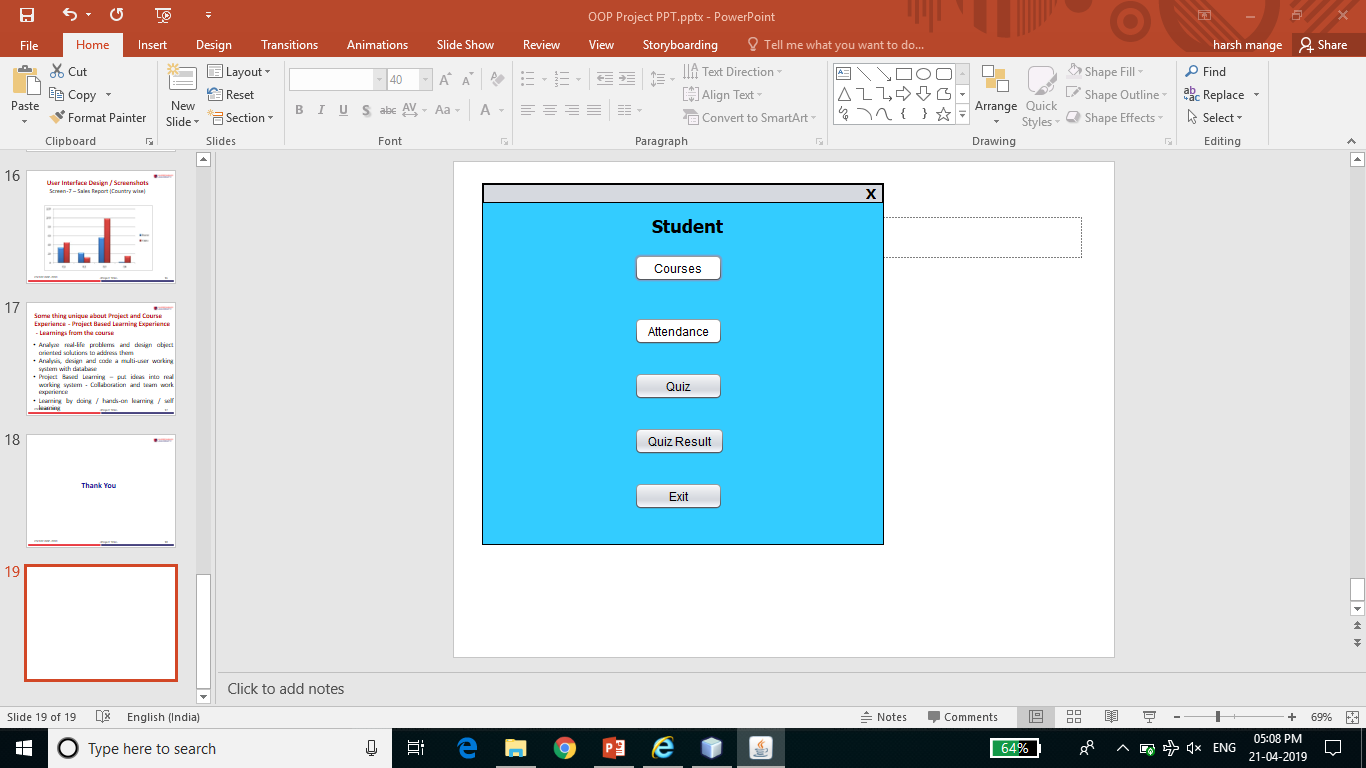 OOP Project PPT.pptx - PowerPoint
File Home Insert Design Transitions Animations Slide Show Review View Storyboarding Tell me what you want to do... harsh mange Share
Paste
Cut
Copy
Format Painter
Clipboard
New Slide
Layout
Reset
Section
Slides
40
B I U S abc AV Aa A
Font
Text Direction
Align Text
Convert to SmartArt
Paragraph
Arrange
Quick Styles
Shape Fill
Shape Outline
Shape Effects
Drawing
Find
Replace
Select
Editing
16
User Interface Design / Screenshots
Screen-7 – Sales Report (Country wise)
17
Some thing unique about Project and Course
Experience - Project Based Learning Experience
- Learnings from the course
• Analyze real-life problems and design object
oriented solutions to address them
• Analysis, design and code a multi-user working
system with database
• Project Based Learning – put ideas into real
working system - Collaboration and team work
experience
• Learning by doing / hands-on learning / self
learning
18
Thank You
19
X
Student
Courses
Attendance
Quiz
Quiz Result
Exit
Click to add notes
Slide 19 of 19 English (India) Notes Comments 69%
Type here to search
64%
ENG
05:08 PM
21-04-2019